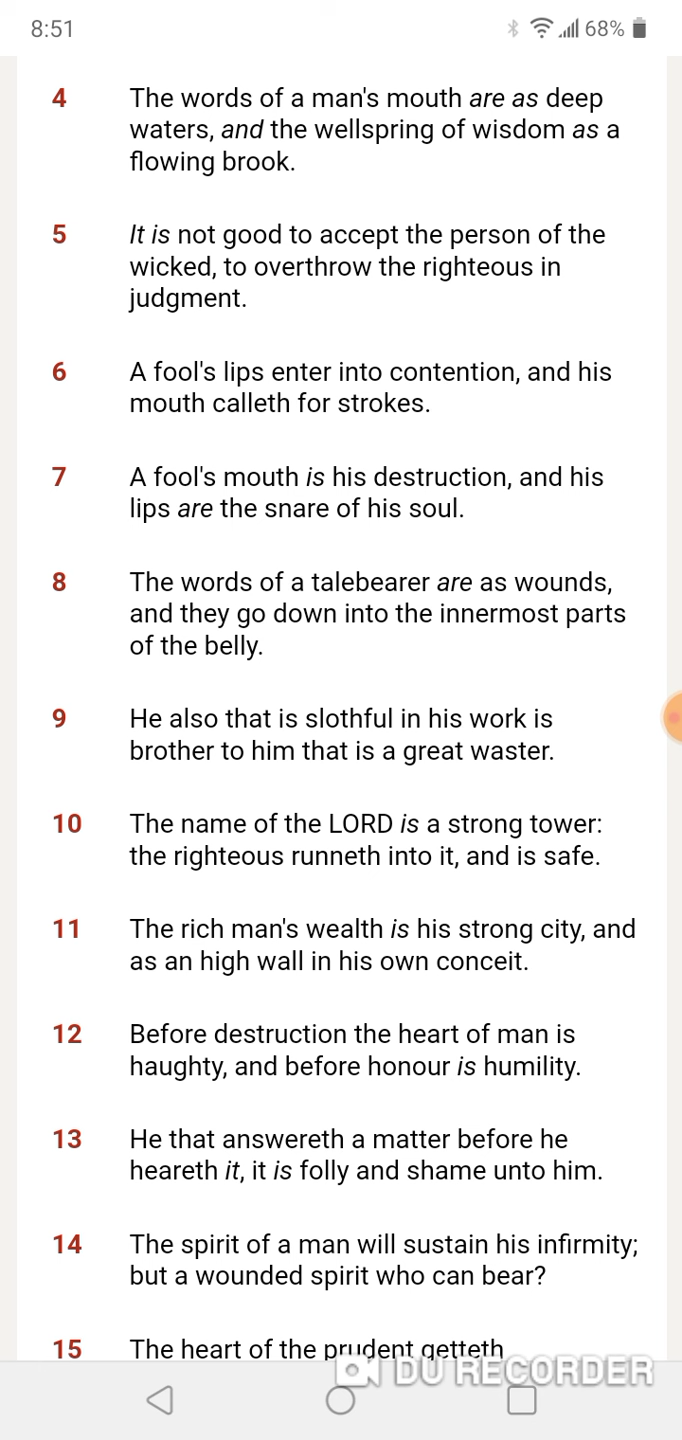 8:51 68%
4 The words of a man's mouth are as deep
waters, and the wellspring of wisdom as a
flowing brook.
5 It is not good to accept the person of the
wicked, to overthrow the righteous in
judgment.
6 A fool's lips enter into contention, and his
mouth calleth for strokes.
7 A fool's mouth is his destruction, and his
lips are the snare of his soul.
8 The words of a talebearer are as wounds,
and they go down into the innermost parts
of the belly.
9 He also that is slothful in his work is
brother to him that is a great waster.
10 The name of the LORD is a strong tower:
the righteous runneth into it, and is safe.
11 The rich man's wealth is his strong city, and
as an high wall in his own conceit.
12 Before destruction the heart of man is
haughty, and before honour is humility.
13 He that answereth a matter before he
heareth it, it is folly and shame unto him.
14 The spirit of a man will sustain his infirmity;
but a wounded spirit who can bear?
15 The heart of the prudent getteth
DU RECORDER